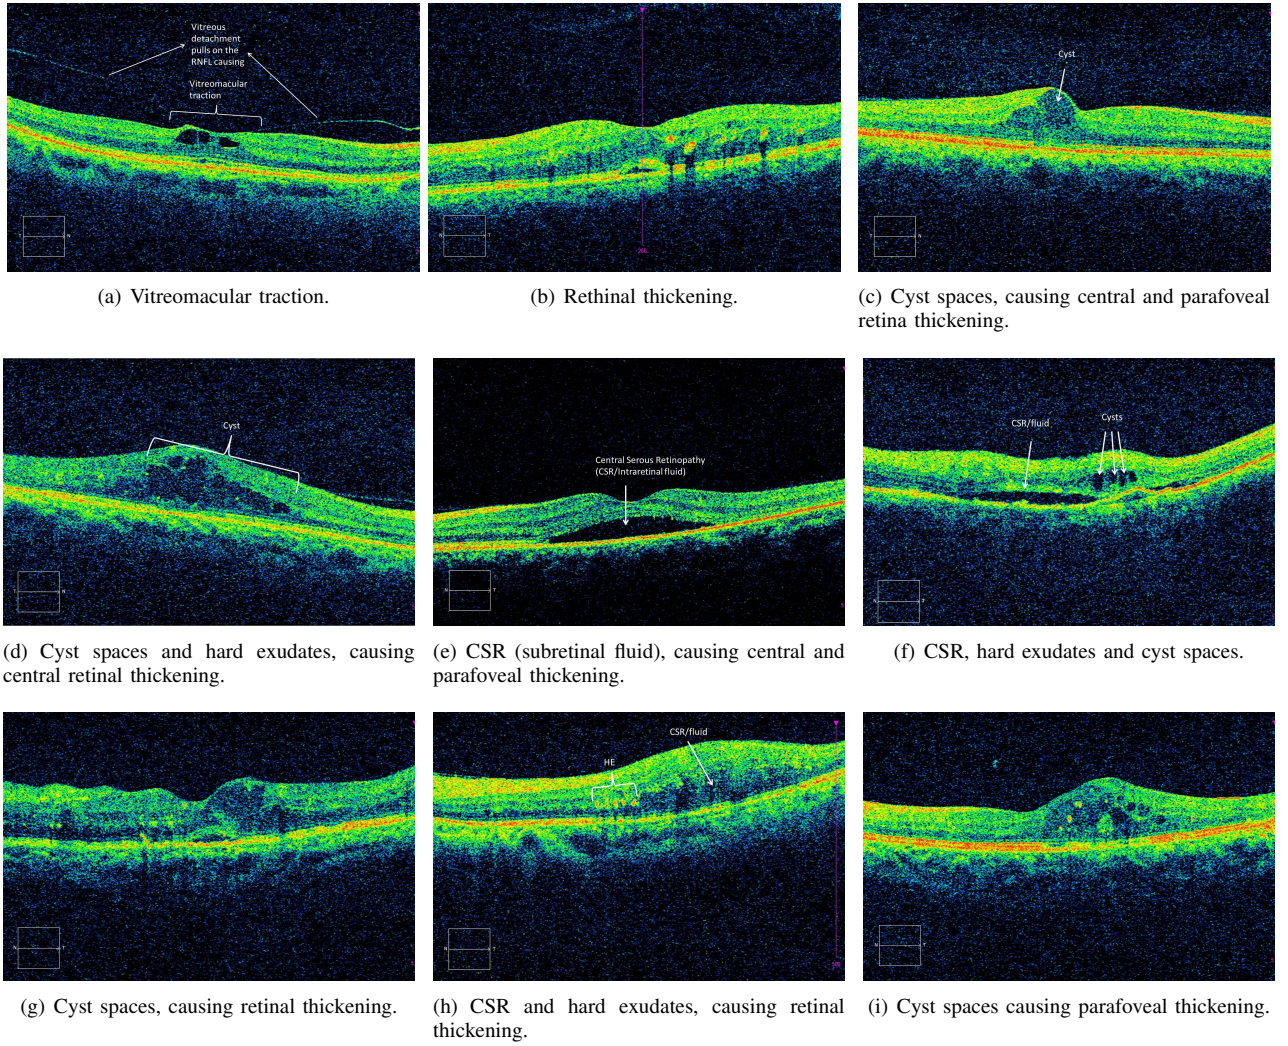 Vitreous
detachment
pulls on the
RNFL causing
Vitreomacular
traction
Cyst
(a) Vitreomacular traction.
(b) Rethinal thickening.
(c) Cyst spaces, causing central and parafoveal
retina thickening.
Cyst
Central Serous Retinopathy
(CSR/Intraretinal fluid)
CSR/fluid
Cysts
(d) Cyst spaces and hard exudates, causing
central retinal thickening.
(e) CSR (subretinal fluid), causing central and
parafoveal thickening.
(f) CSR, hard exudates and cyst spaces.
HE
CSR/fluid
(g) Cyst spaces, causing retinal thickening.
(h) CSR and hard exudates, causing retinal
thickening.
(i) Cyst spaces causing parafoveal thickening.